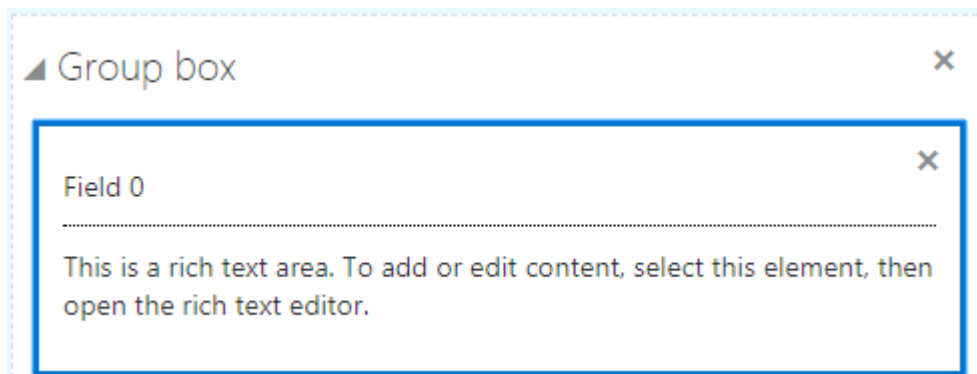 Group box
Field 0
This is a rich text area. To add or edit content, select this element, then
open the rich text editor.